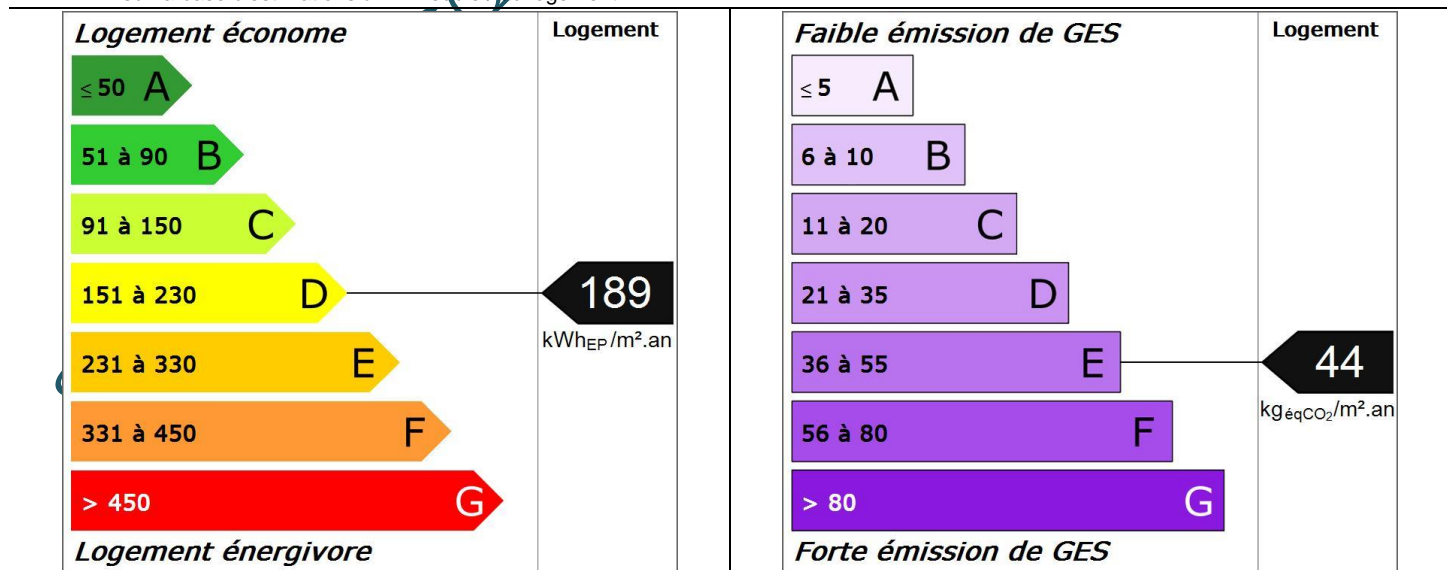 Logement économe
Logement
≤ 50 A
51 à 90 B
91 à 150 C
151 à 230 D
189
kWhEP/m².an
231 à 330 E
331 à 450 F
> 450 G
Logement énergivore
Faible émission de GES
Logement
≤ 5 A
6 à 10 B
11 à 20 C
21 à 35 D
36 à 55 E
44
kgéqCO₂/m².an
56 à 80 F
> 80 G
Forte émission de GES